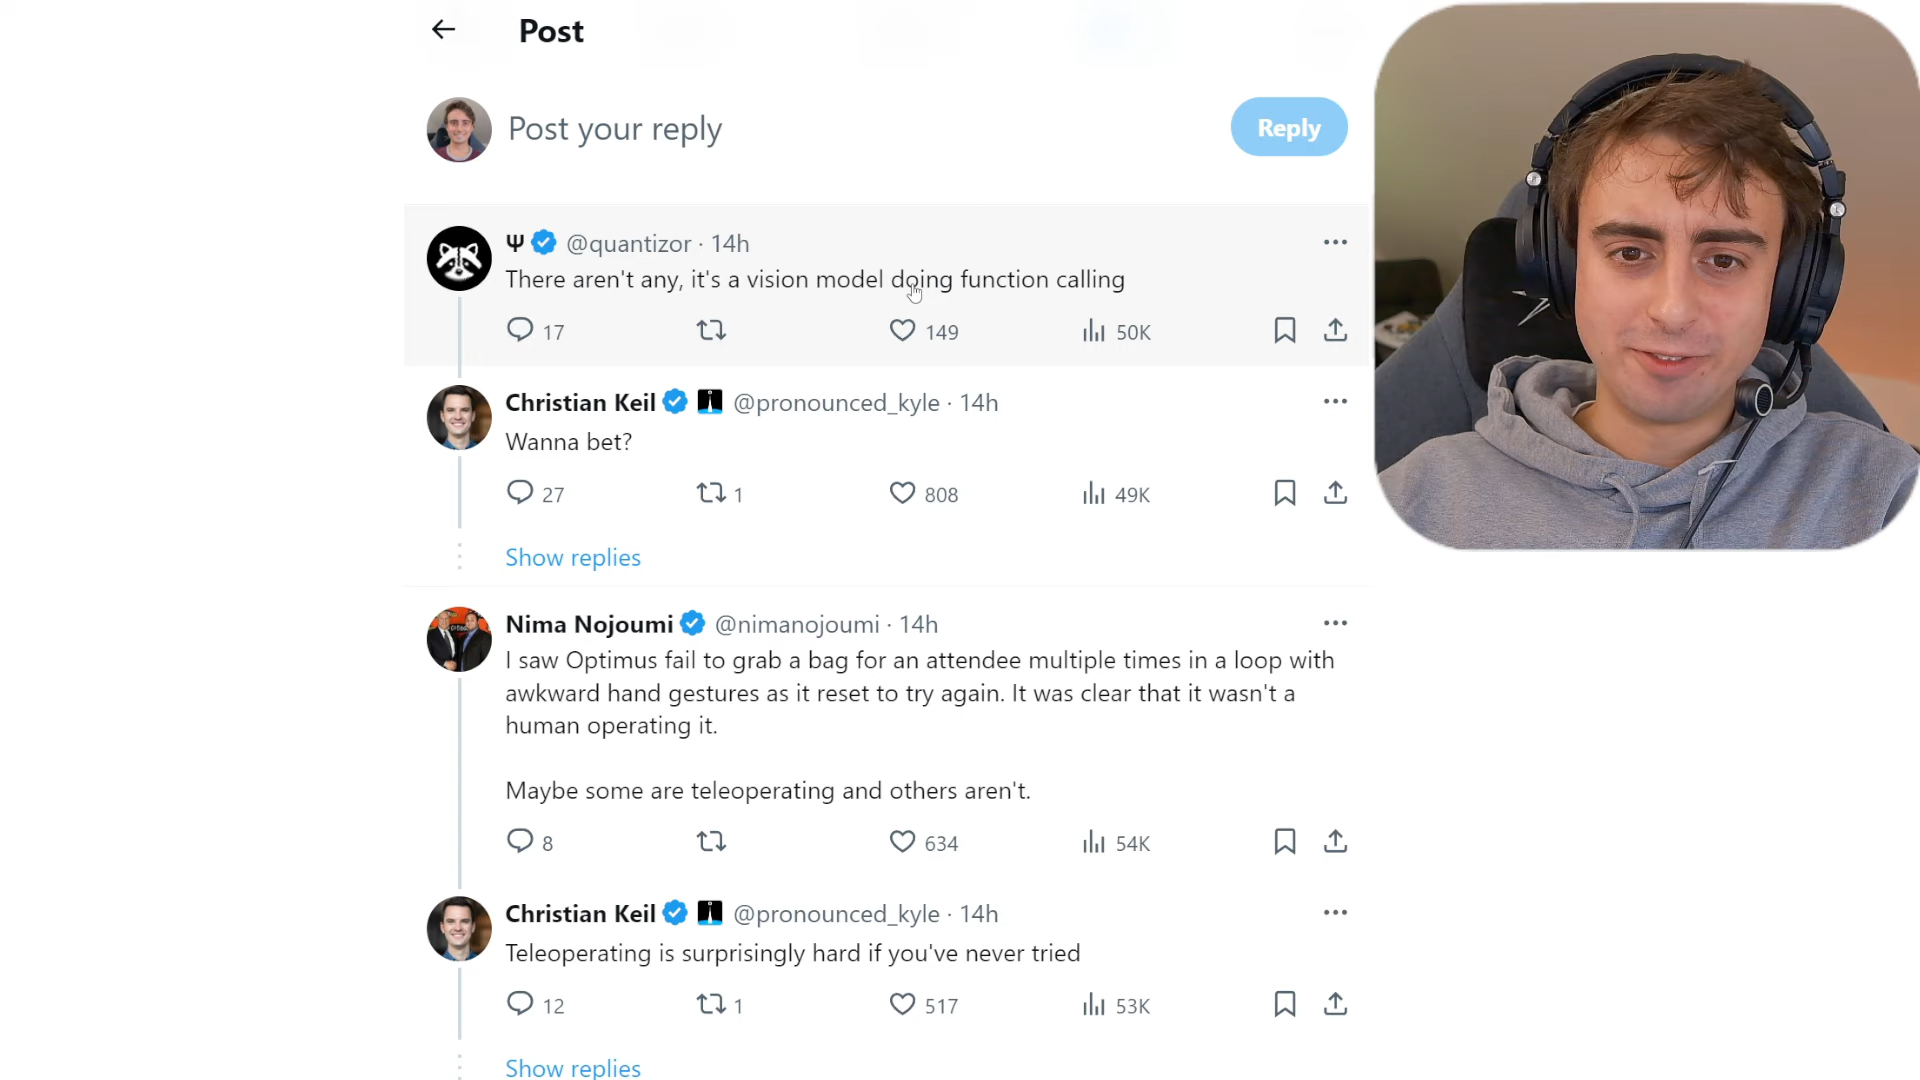 Post
Post your reply
Reply
Ψ @quantizor · 14h
There aren't any, it's a vision model doing function calling
17 149 50K
Christian Keil @pronounced_kyle · 14h
Wanna bet?
27 1 808 49K
Show replies
Nima Nojoumi @nimanojoumi · 14h
I saw Optimus fail to grab a bag for an attendee multiple times in a loop with
awkward hand gestures as it reset to try again. It was clear that it wasn't a
human operating it.
Maybe some are teleoperating and others aren't.
8 634 54K
Christian Keil @pronounced_kyle · 14h
Teleoperating is surprisingly hard if you've never tried
12 1 517 53K
Show replies